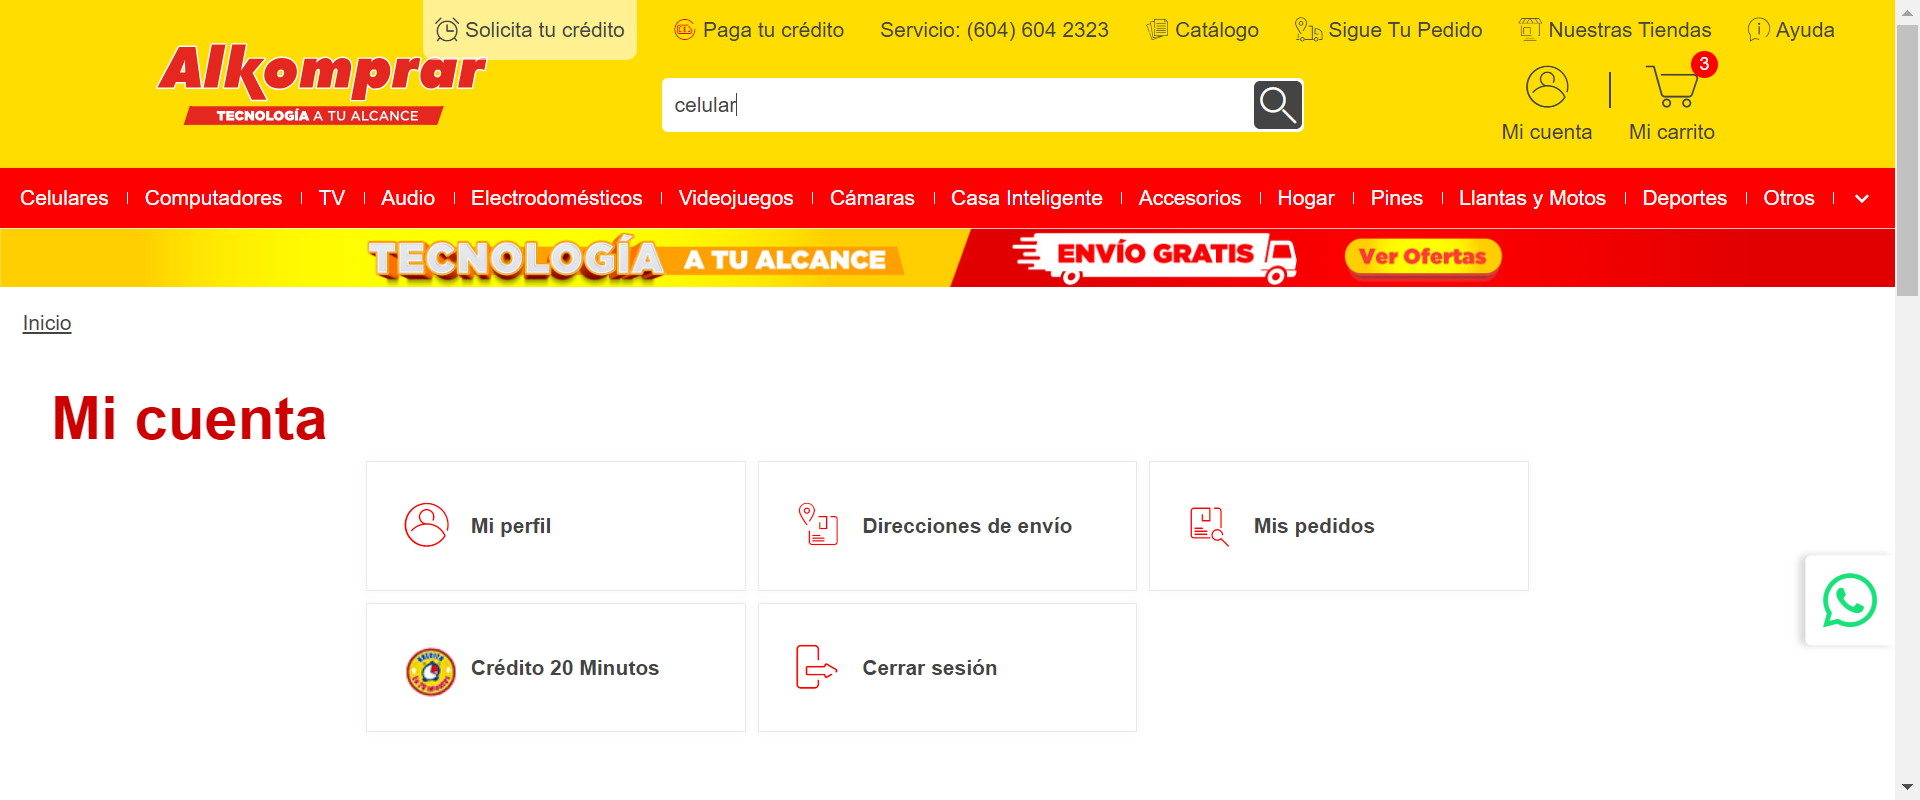 Solicita tu crédito
Paga tu crédito
Servicio: (604) 604 2323
Catálogo
Sigue Tu Pedido
Nuestras Tiendas
Ayuda
Alkomprar
TECNOLOGÍA A TU ALCANCE
celular
3
Mi cuenta
Mi carrito
Celulares
Computadores
TV
Audio
Electrodomésticos
Videojuegos
Cámaras
Casa Inteligente
Accesorios
Hogar
Pines
Llantas y Motos
Deportes
Otros
TECNOLOGÍA A TU ALCANCE
ENVÍO GRATIS
Ver Ofertas
Inicio
Mi cuenta
Mi perfil
Direcciones de envío
Mis pedidos
Crédito 20 Minutos
Cerrar sesión